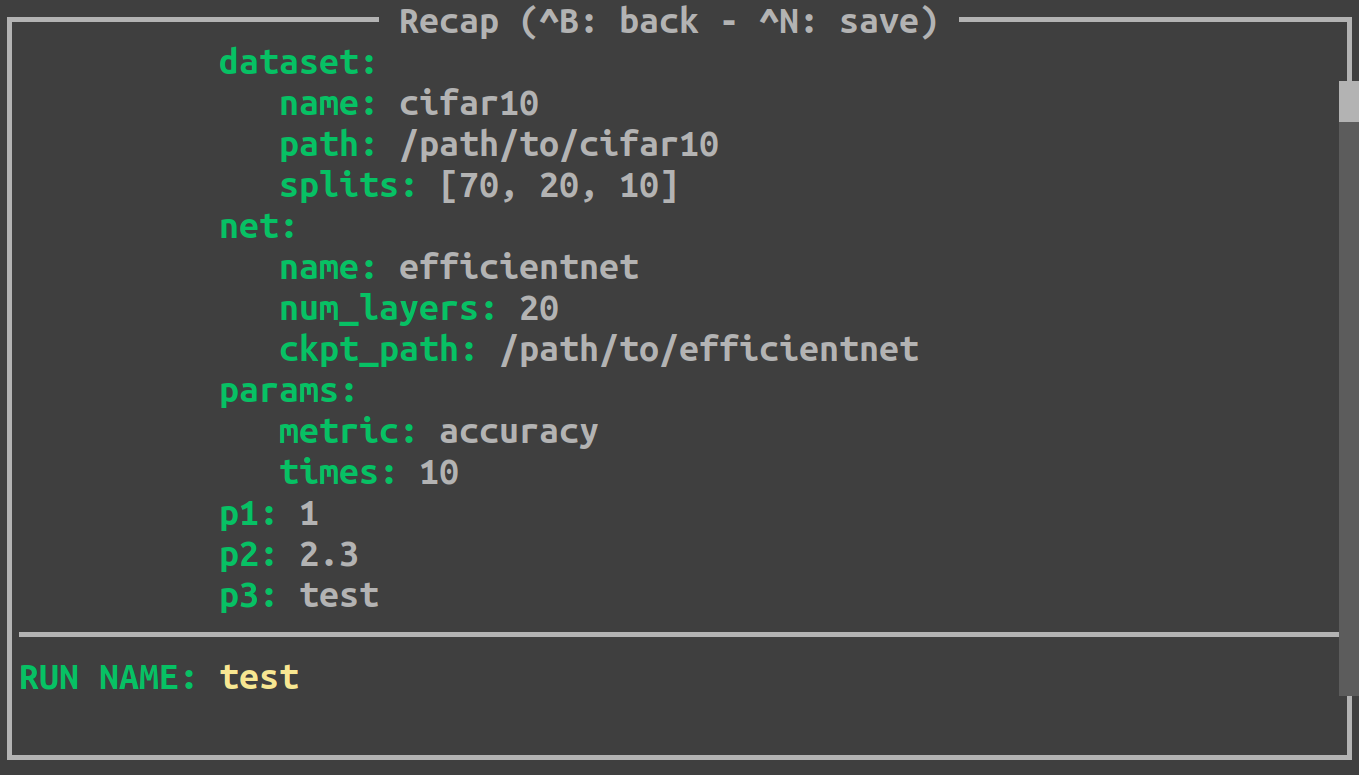 Recap (^B: back - ^N: save)
dataset:
name: cifar10
path: /path/to/cifar10
splits: [70, 20, 10]
net:
name: efficientnet
num_layers: 20
ckpt_path: /path/to/efficientnet
params:
metric: accuracy
times: 10
p1: 1
p2: 2.3
p3: test
RUN NAME: test